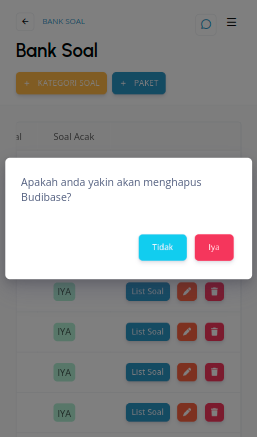 BANK SOAL
Bank Soal
+ KATEGORI SOAL + PAKET
al Soal Acak
Apakah anda yakin akan menghapus
Budibase?
Tidak Iya
IYA List Soal
IYA List Soal
IYA List Soal
IYA List Soal